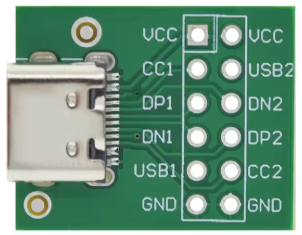 VCC VCC
CC1 USB2
DP1 DN2
DN1 DP2
USB1 CC2
GND GND